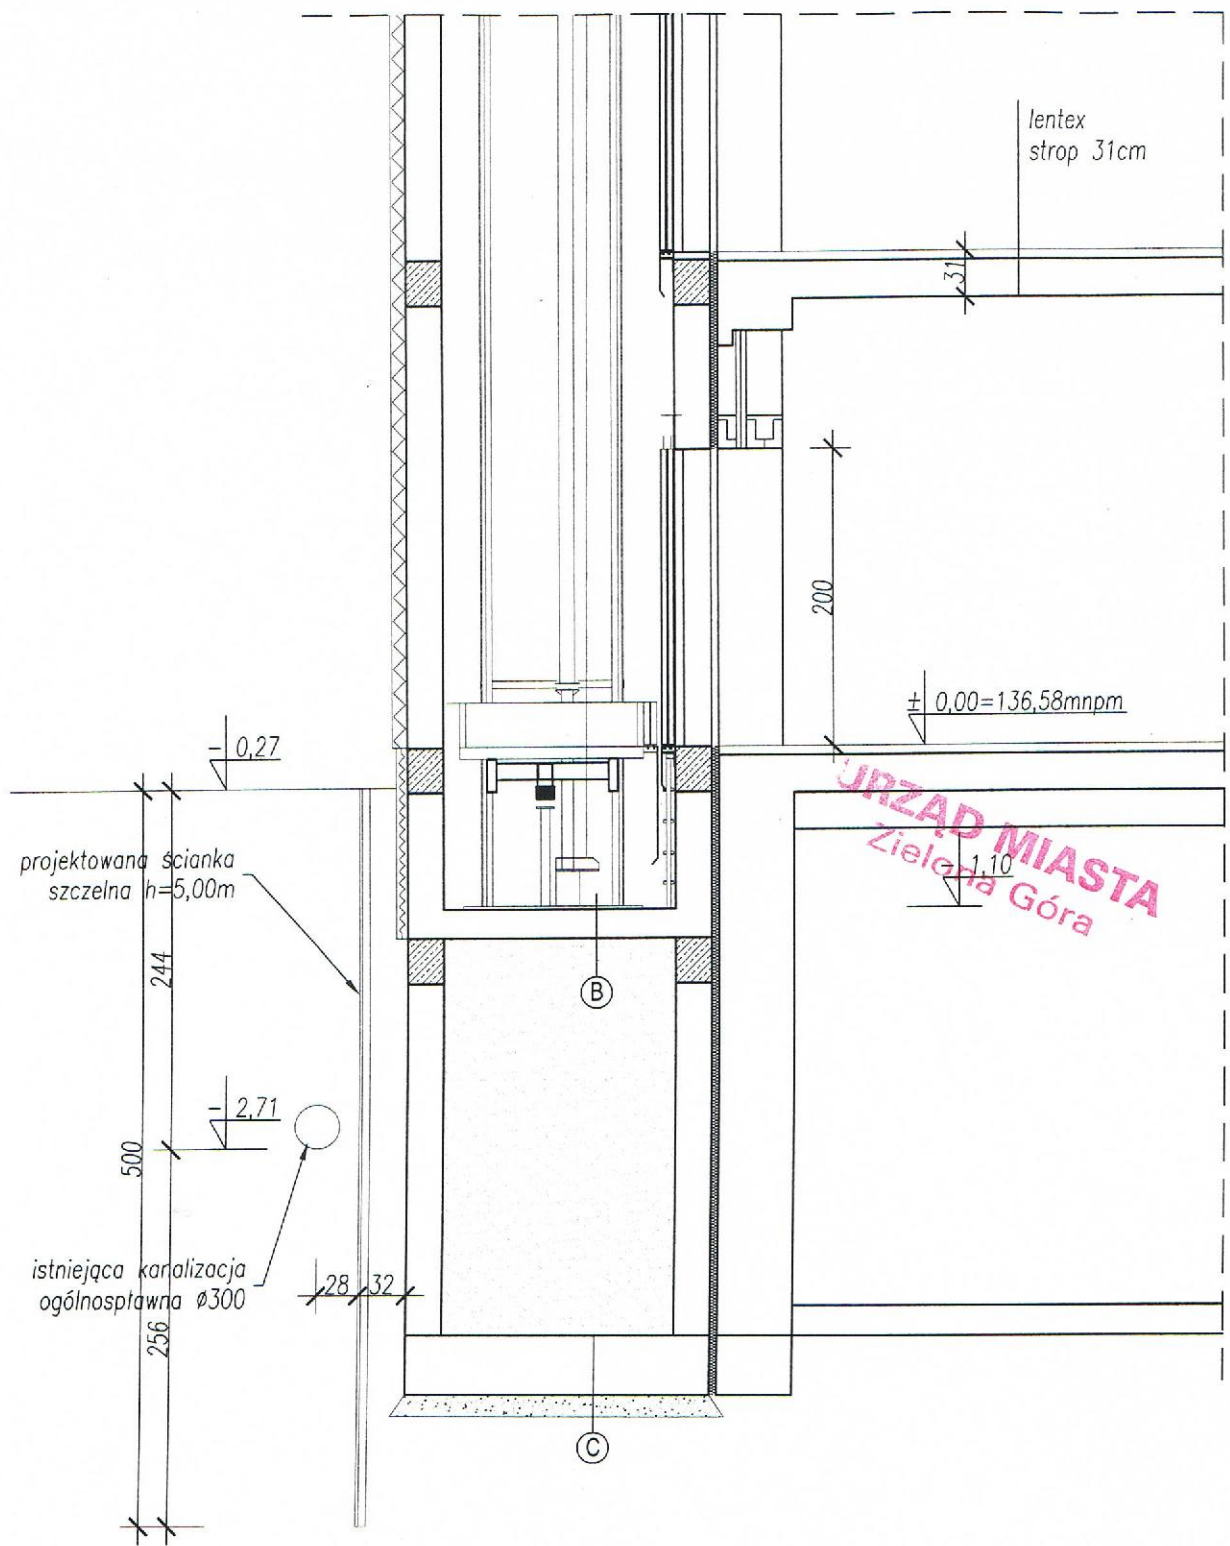 lentex
strop 31cm
31
200
± 0,00=136,58mnpm
- 0,27
URZĄD MIASTA
Zielona Góra
- 1,10
projektowana ścianka
szczelna h=5,00m
244
B
- 2,71
500
istniejąca kanalizacja
ogólnospławna ø300
28
32
256
C